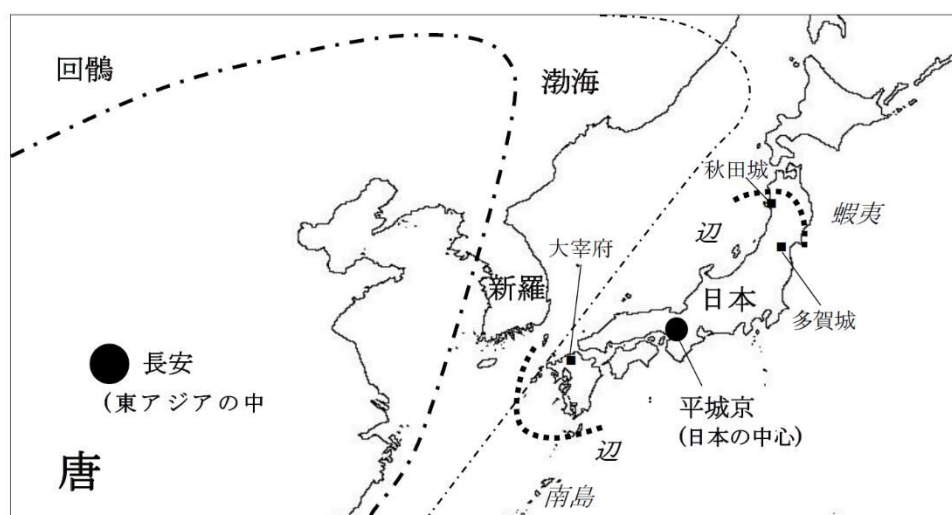 回鶻
渤海
秋田城
蝦夷
辺
大宰府
新羅
日本
多賀城
長安
(東アジアの中
平城京
(日本の中心)
辺
唐
南島